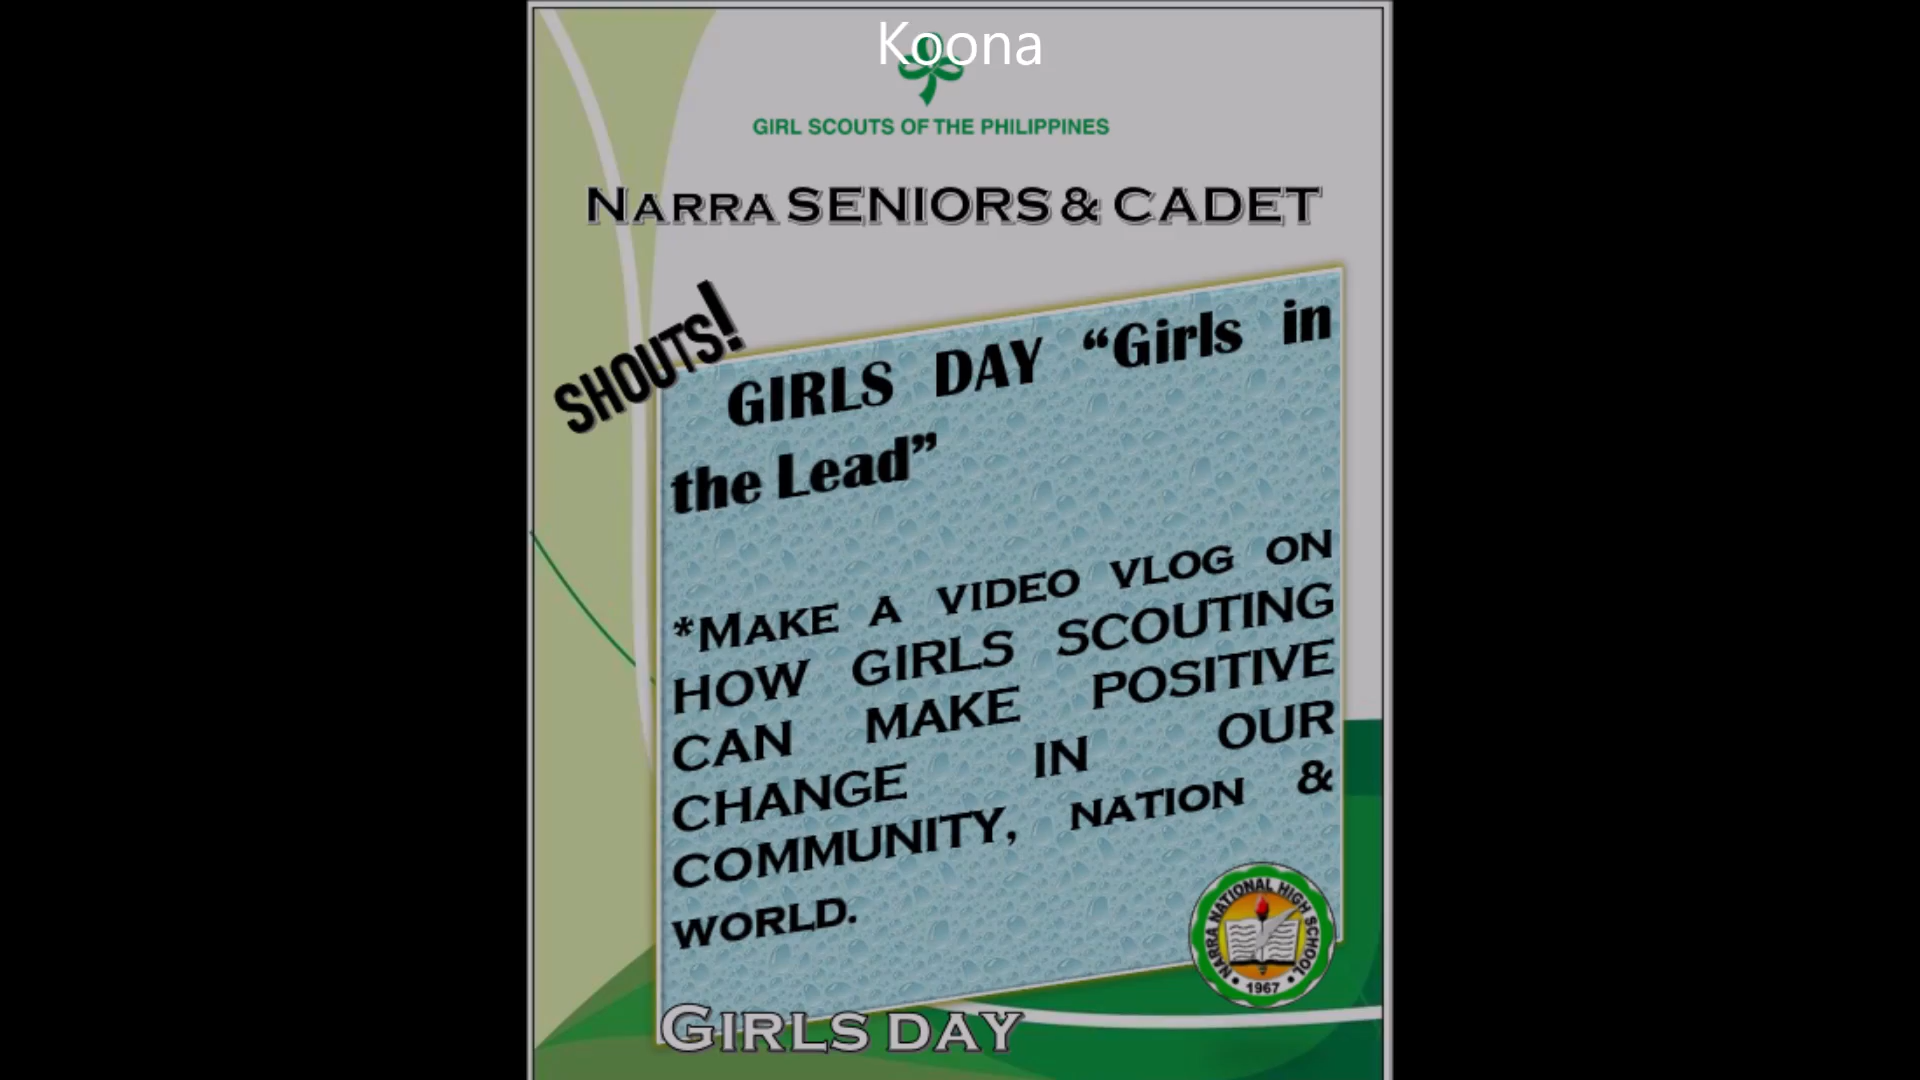 Koona
GIRL SCOUTS OF THE PHILIPPINES
NARRA SENIORS & CADET
SHOUTS!
GIRLS DAY “Girls in
the Lead”
*MAKE A VIDEO VLOG ON
HOW GIRLS SCOUTING
CAN MAKE POSITIVE
CHANGE IN OUR
COMMUNITY, NATION &
WORLD.
NARRA NATIONAL HIGH SCHOOL
• 1967 •
GIRLS DAY